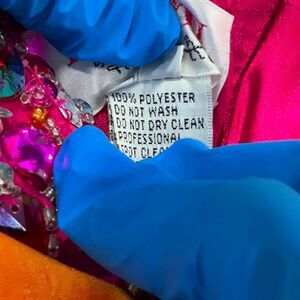 100% POLYESTER
DO NOT WASH
DO NOT DRY CLEAN
PROFESSIONAL
SPOT CLEAN